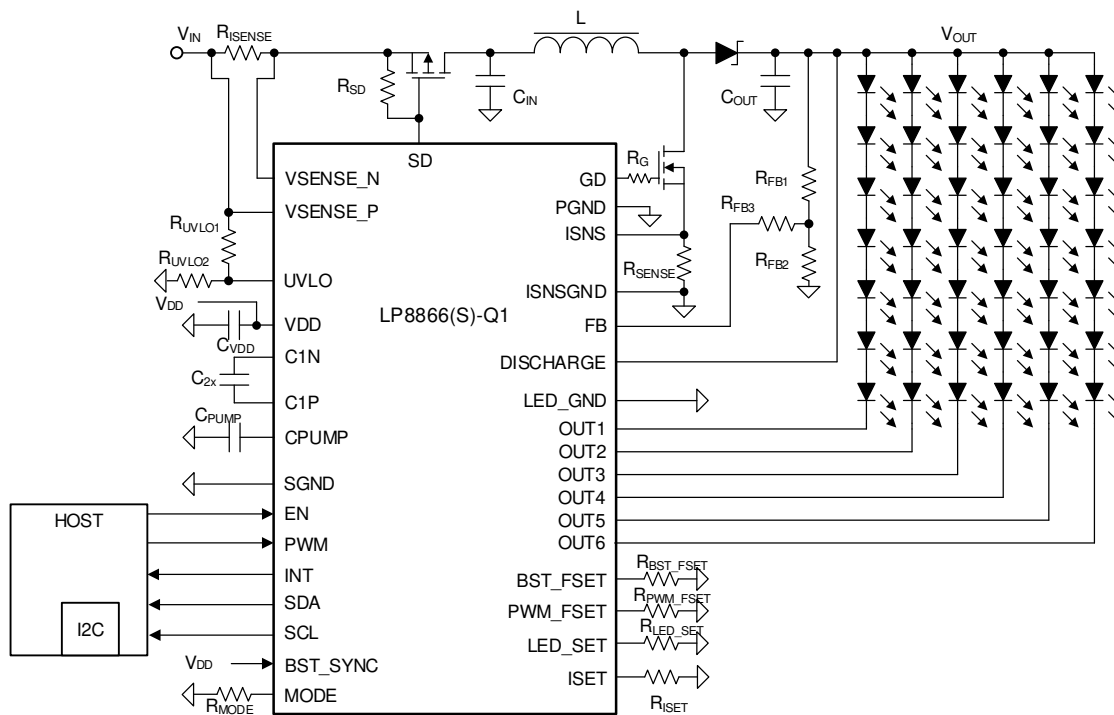 L
VIN
RISENSE
VOUT
RSD
CIN
COUT
SD
RG
GD
VSENSE_N
RFB1
PGND
VSENSE_P
RFB3
ISNS
RUVLO1
RUVLO2
RSENSE
RFB2
UVLO
ISNSGND
VDD
LP8866(S)-Q1
VDD
FB
CVDD
C1N
DISCHARGE
C2x
C1P
LED_GND
CPUMP
OUT1
CPUMP
OUT2
OUT3
SGND
OUT4
HOST
EN
OUT5
PWM
OUT6
RBST_FSET
INT
BST_FSET
RPWM_FSET
SDA
PWM_FSET
I2C
SCL
RLED_SET
LED_SET
VDD
BST_SYNC
ISET
MODE
RMODE
RISET